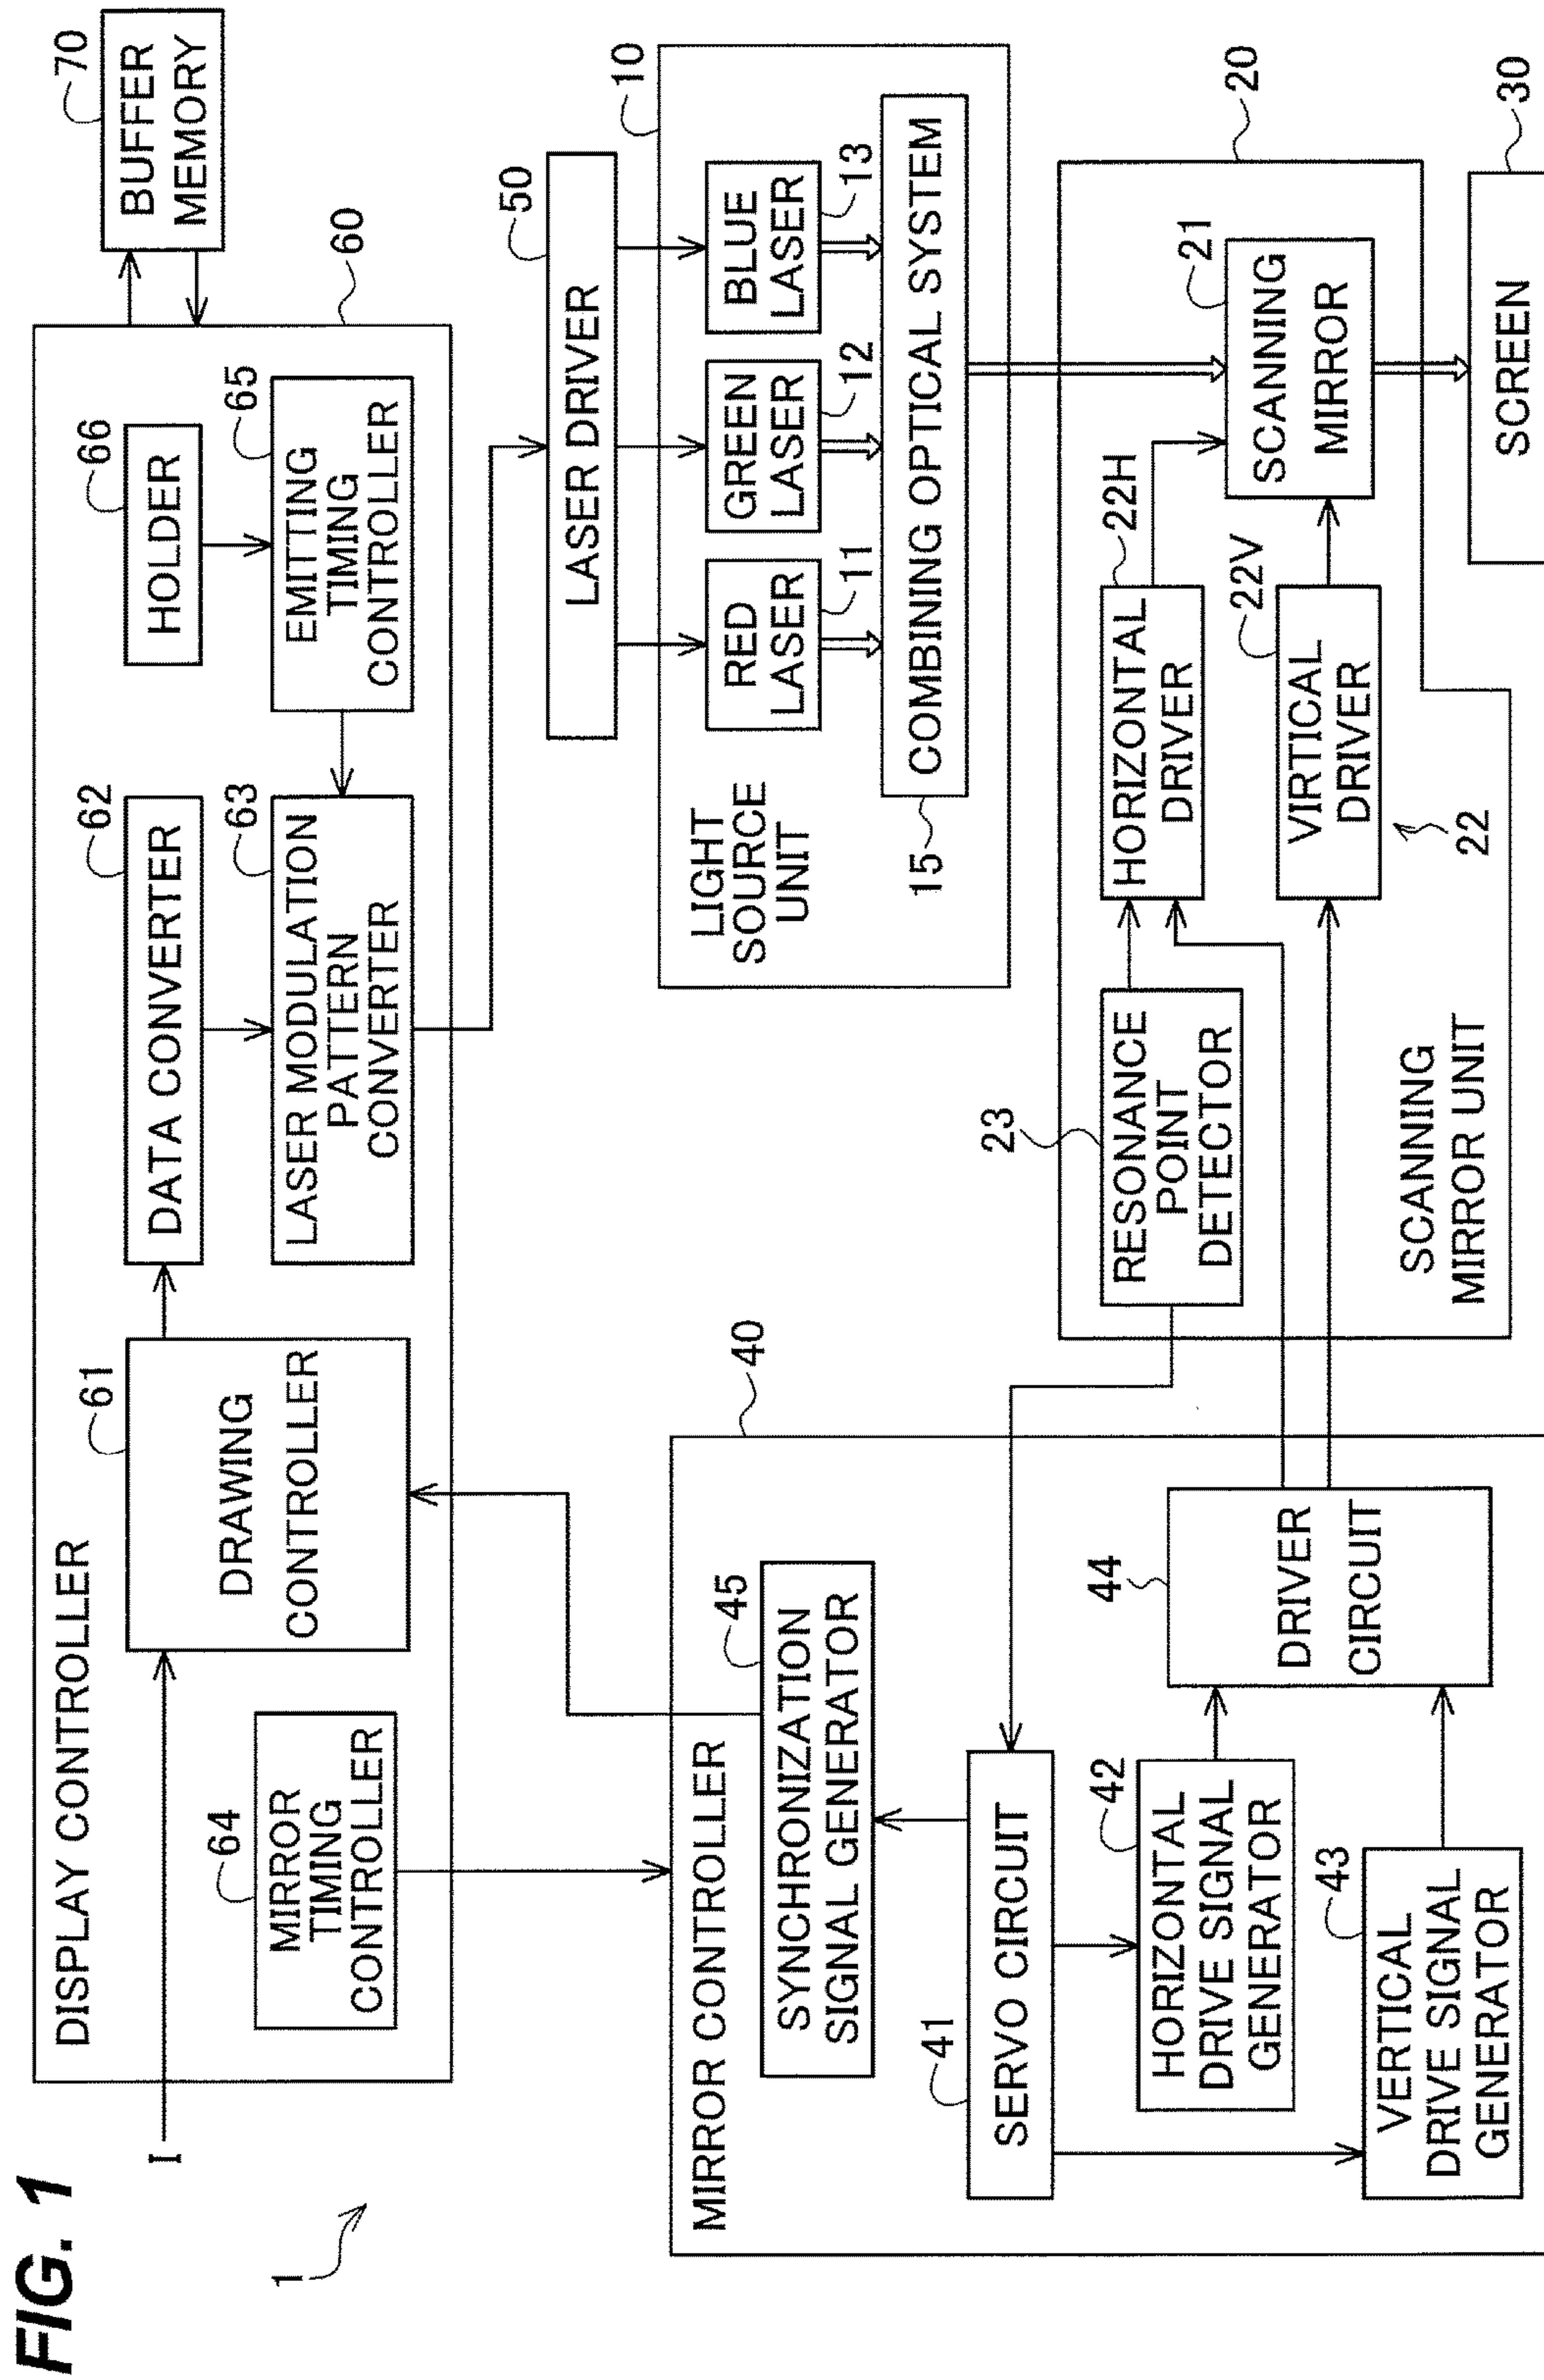 FIG. 1
1
I
DISPLAY CONTROLLER
60
61
DRAWING
CONTROLLER
62
DATA CONVERTER
66
HOLDER
70
BUFFER
MEMORY
64
MIRROR
TIMING
CONTROLLER
63
LASER MODULATION
PATTERN
CONVERTER
65
EMITTING
TIMING
CONTROLLER
50
LASER DRIVER
10
LIGHT
SOURCE
UNIT
RED
LASER
11
GREEN
LASER
12
BLUE
LASER
13
15
COMBINING OPTICAL SYSTEM
40
MIRROR CONTROLLER
45
SYNCHRONIZATION
SIGNAL GENERATOR
41
SERVO CIRCUIT
42
HORIZONTAL
DRIVE SIGNAL
GENERATOR
43
VERTICAL
DRIVE SIGNAL
GENERATOR
44
DRIVER
CIRCUIT
20
23
RESONANCE
POINT
DETECTOR
22H
HORIZONTAL
DRIVER
22V
VIRTICAL
DRIVER
22
21
SCANNING
MIRROR
SCANNING
MIRROR UNIT
30
SCREEN